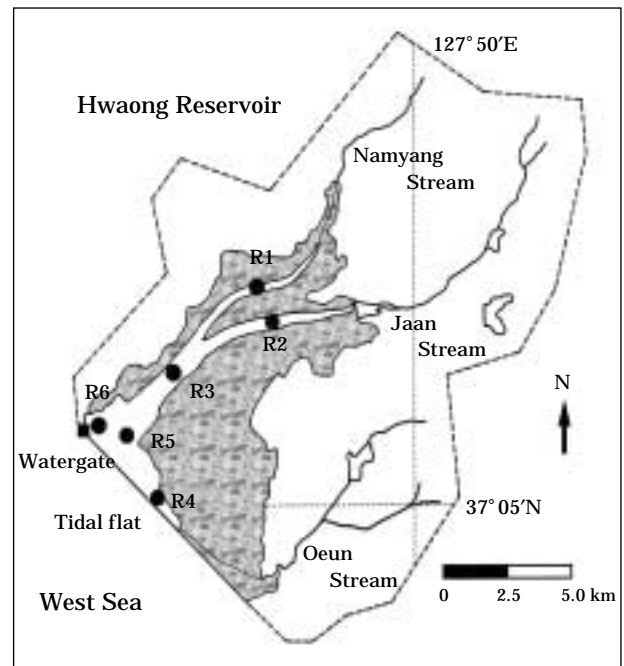 127° 50′E
Hwaong Reservoir
Namyang
Stream
R1
R2
Jaan
Stream
R3
N
R6
R5
Watergate
R4
37° 05′N
Tidal flat
Oeun
Stream
West Sea
0 2.5 5.0 km